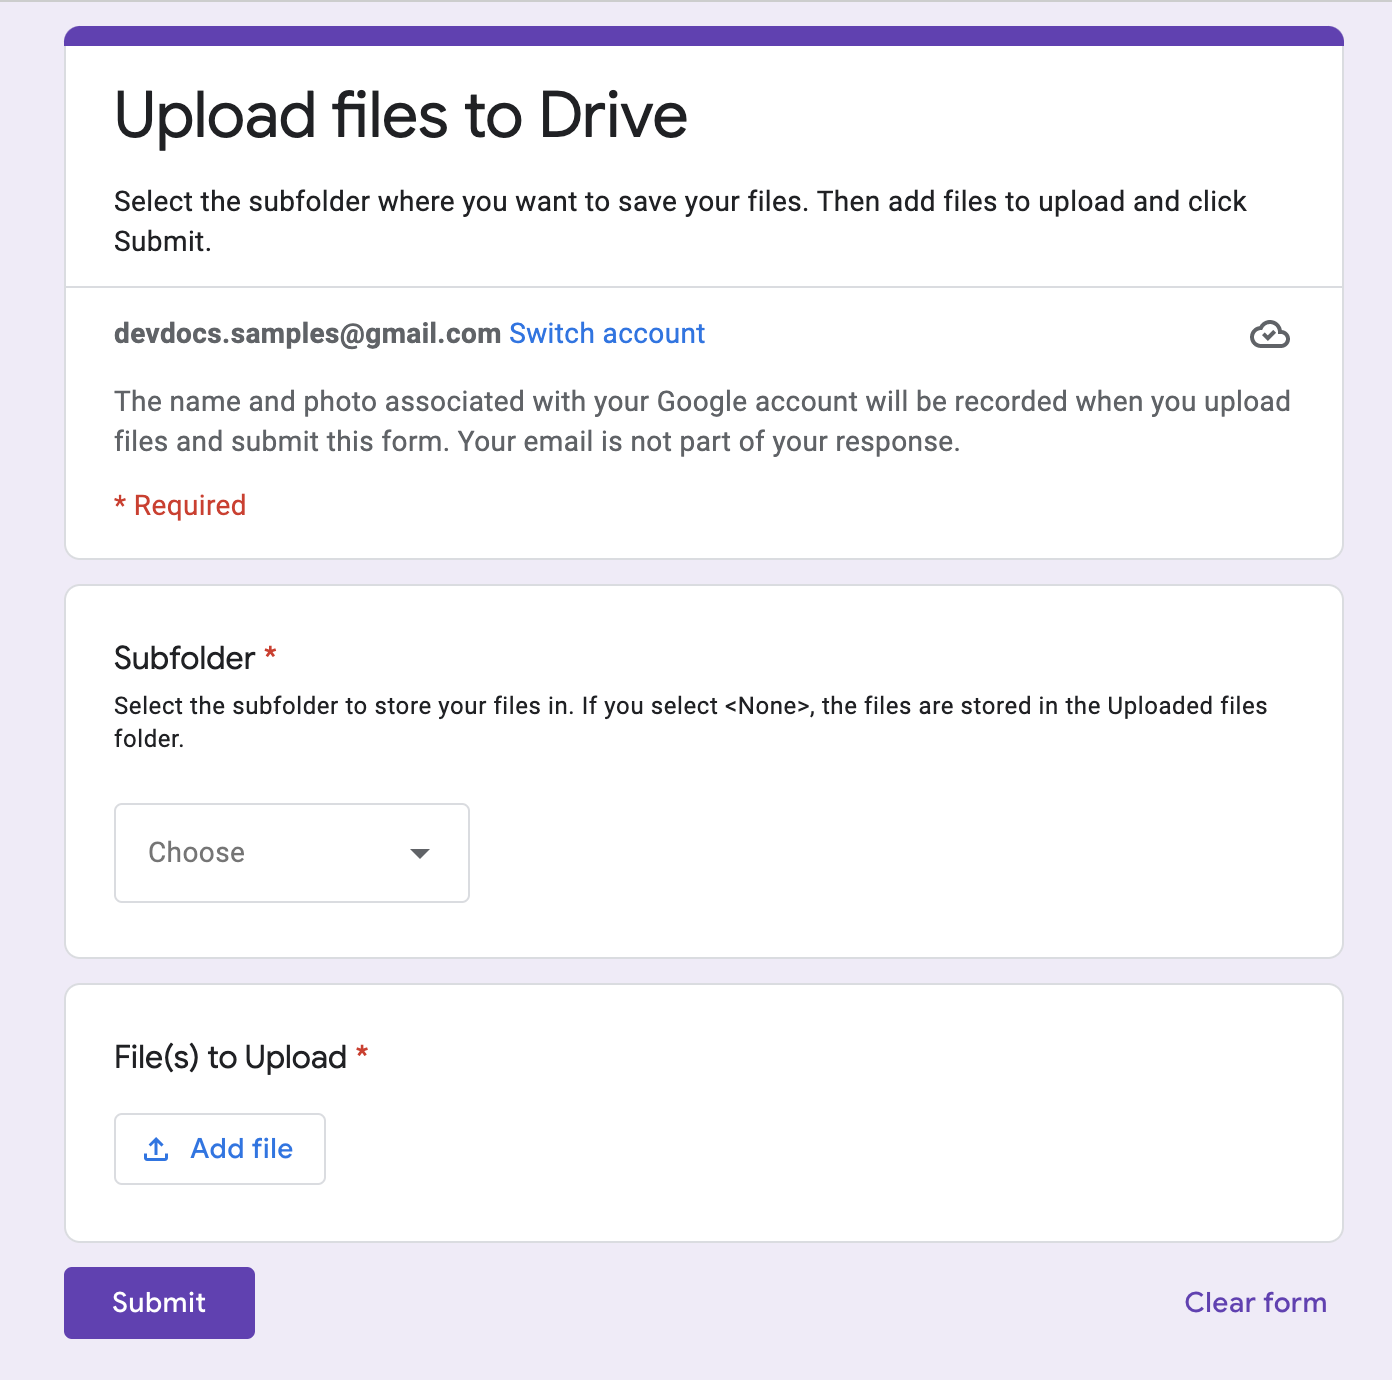 Upload files to Drive
Select the subfolder where you want to save your files. Then add files to upload and click
Submit.
devdocs.samples@gmail.com Switch account
The name and photo associated with your Google account will be recorded when you upload
files and submit this form. Your email is not part of your response.
* Required
Subfolder *
Select the subfolder to store your files in. If you select <None>, the files are stored in the Uploaded files
folder.
Choose
File(s) to Upload *
Add file
Submit
Clear form